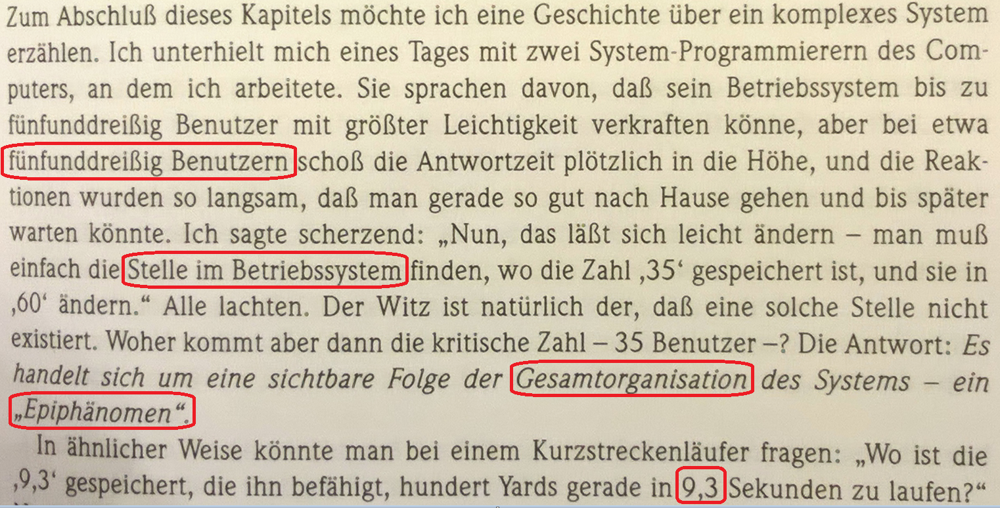 Zum Abschluß dieses Kapitels möchte ich eine Geschichte über ein komplexes System
erzählen. Ich unterhielt mich eines Tages mit zwei System-Programmierern des Com-
puters, an dem ich arbeitete. Sie sprachen davon, daß sein Betriebssystem bis zu
fünfunddreißig Benutzer mit größter Leichtigkeit verkraften könne, aber bei etwa
fünfunddreißig Benutzern schoß die Antwortzeit plötzlich in die Höhe, und die Reak-
tionen wurden so langsam, daß man gerade so gut nach Hause gehen und bis später
warten könnte. Ich sagte scherzend: „Nun, das läßt sich leicht ändern – man muß
einfach die Stelle im Betriebssystem finden, wo die Zahl ‚35‘ gespeichert ist, und sie in
‚60‘ ändern.“ Alle lachten. Der Witz ist natürlich der, daß eine solche Stelle nicht
existiert. Woher kommt aber dann die kritische Zahl – 35 Benutzer –? Die Antwort: Es
handelt sich um eine sichtbare Folge der Gesamtorganisation des Systems – ein
„Epiphänomen“.
In ähnlicher Weise könnte man bei einem Kurzstreckenläufer fragen: „Wo ist die
‚9,3‘ gespeichert, die ihn befähigt, hundert Yards gerade in 9,3 Sekunden zu laufen?“